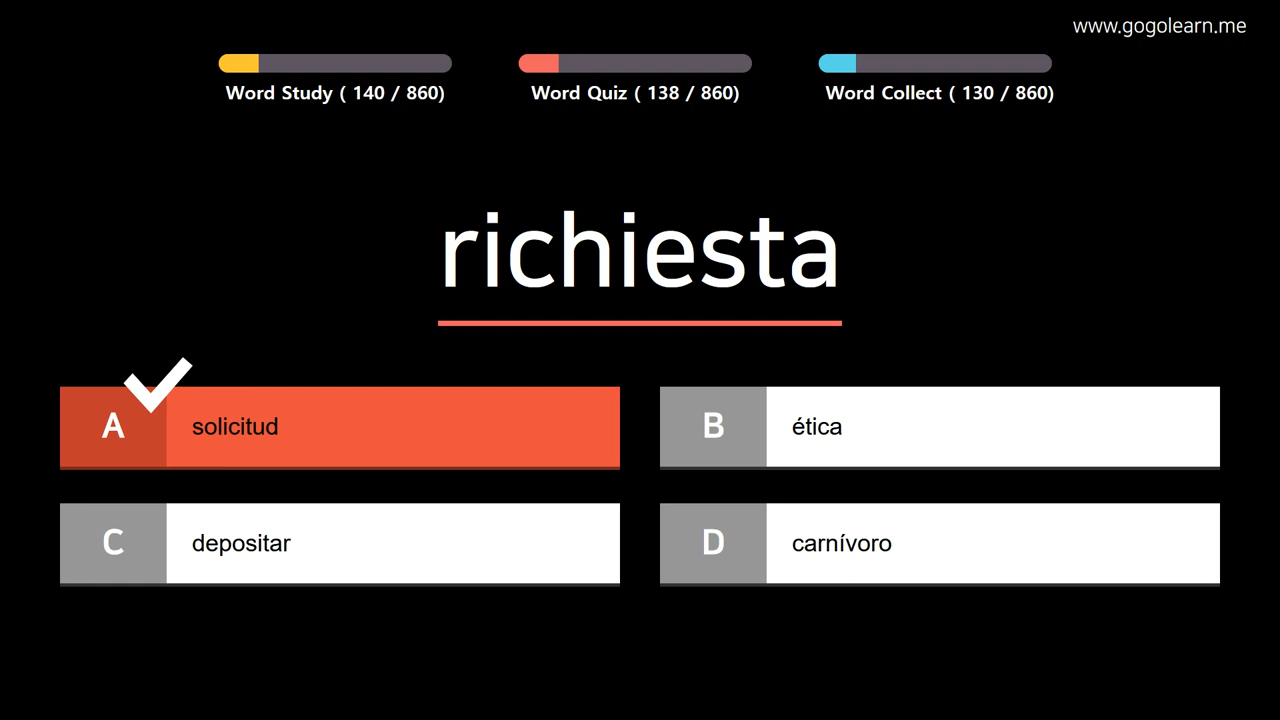 www.gogolearn.me
Word Study ( 140 / 860)
Word Quiz ( 138 / 860)
Word Collect ( 130 / 860)
richiesta
A solicitud
B ética
C depositar
D carnívoro